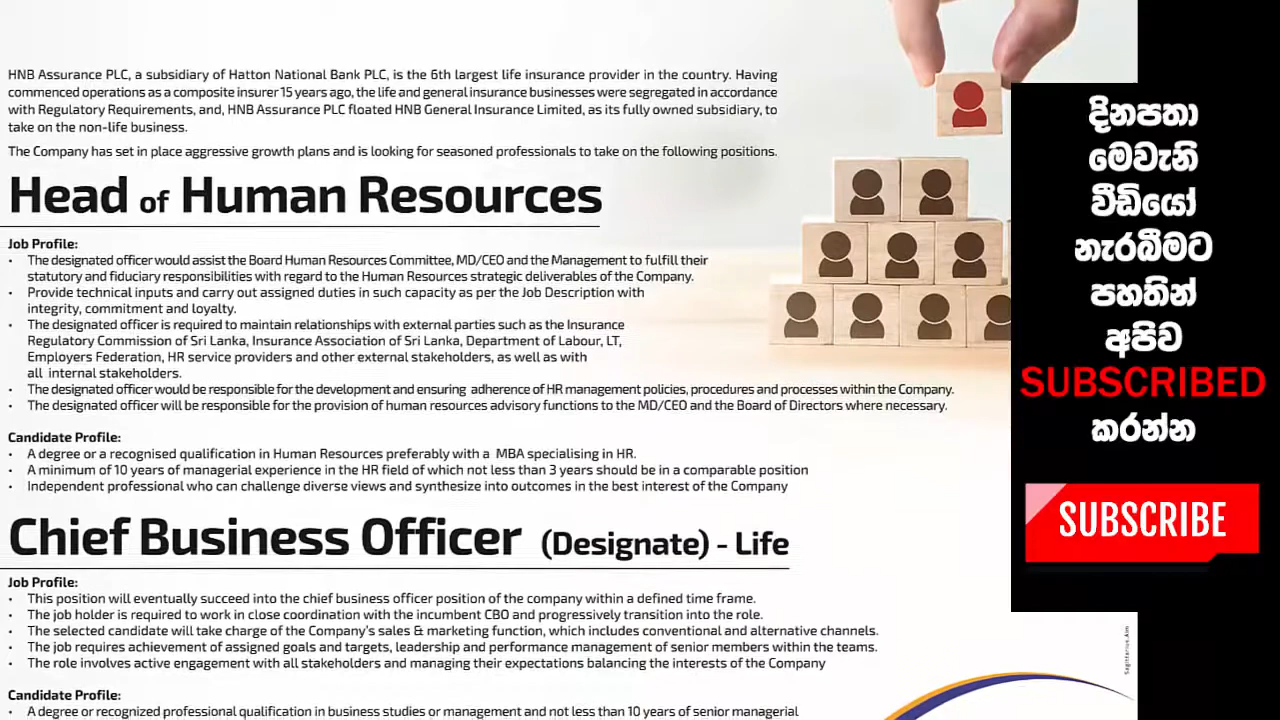 HNB Assurance PLC, a subsidiary of Hatton National Bank PLC, is the 6th largest life insurance provider in the country. Having
commenced operations as a composite insurer 15 years ago, the life and general insurance businesses were segregated in accordance
with Regulatory Requirements, and, HNB Assurance PLC floated HNB General Insurance Limited, as its fully owned subsidiary, to
take on the non-life business.
The Company has set in place aggressive growth plans and is looking for seasoned professionals to take on the following positions.
Head of Human Resources
Job Profile:
• The designated officer would assist the Board Human Resources Committee, MD/CEO and the Management to fulfill their
statutory and fiduciary responsibilities with regard to the Human Resources strategic deliverables of the Company.
• Provide technical inputs and carry out assigned duties in such capacity as per the Job Description with
integrity, commitment and loyalty.
• The designated officer is required to maintain relationships with external parties such as the Insurance
Regulatory Commission of Sri Lanka, Insurance Association of Sri Lanka, Department of Labour, LT,
Employers Federation, HR service providers and other external stakeholders, as well as with
all internal stakeholders.
• The designated officer would be responsible for the development and ensuring adherence of HR management policies, procedures and processes within the Company.
• The designated officer will be responsible for the provision of human resources advisory functions to the MD/CEO and the Board of Directors where necessary.
Candidate Profile:
• A degree or a recognised qualification in Human Resources preferably with a MBA specialising in HR.
• A minimum of 10 years of managerial experience in the HR field of which not less than 3 years should be in a comparable position
• Independent professional who can challenge diverse views and synthesize into outcomes in the best interest of the Company
Chief Business Officer (Designate) - Life
Job Profile:
• This position will eventually succeed into the chief business officer position of the company within a defined time frame.
• The job holder is required to work in close coordination with the incumbent CBO and progressively transition into the role.
• The selected candidate will take charge of the Company's sales & marketing function, which includes conventional and alternative channels.
• The job requires achievement of assigned goals and targets, leadership and performance management of senior members within the teams.
• The role involves active engagement with all stakeholders and managing their expectations balancing the interests of the Company
Candidate Profile:
• A degree or recognized professional qualification in business studies or management and not less than 10 years of senior managerial
දිනපතා
මෙවැනි
වීඩියෝ
නැරබීමට
පහතින්
අපිව
SUBSCRIBED
කරන්න
SUBSCRIBE
Sagittarius.Aim